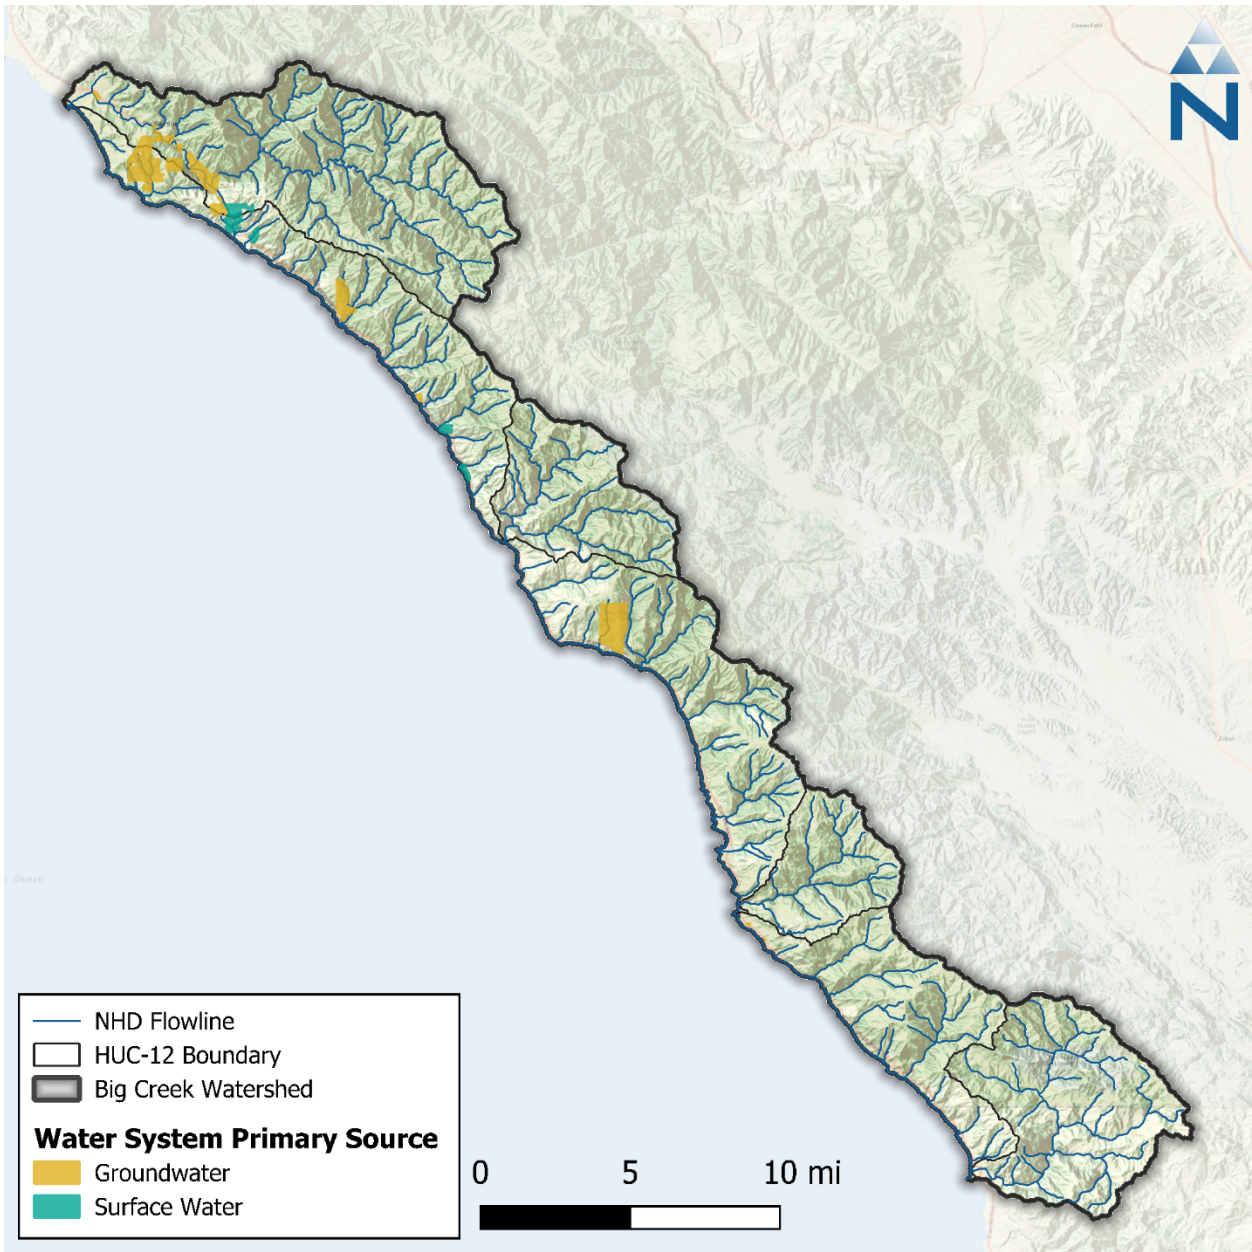 N
Ocean
NHD Flowline
HUC-12 Boundary
Big Creek Watershed
Water System Primary Source
Groundwater
Surface Water
0 5 10 mi